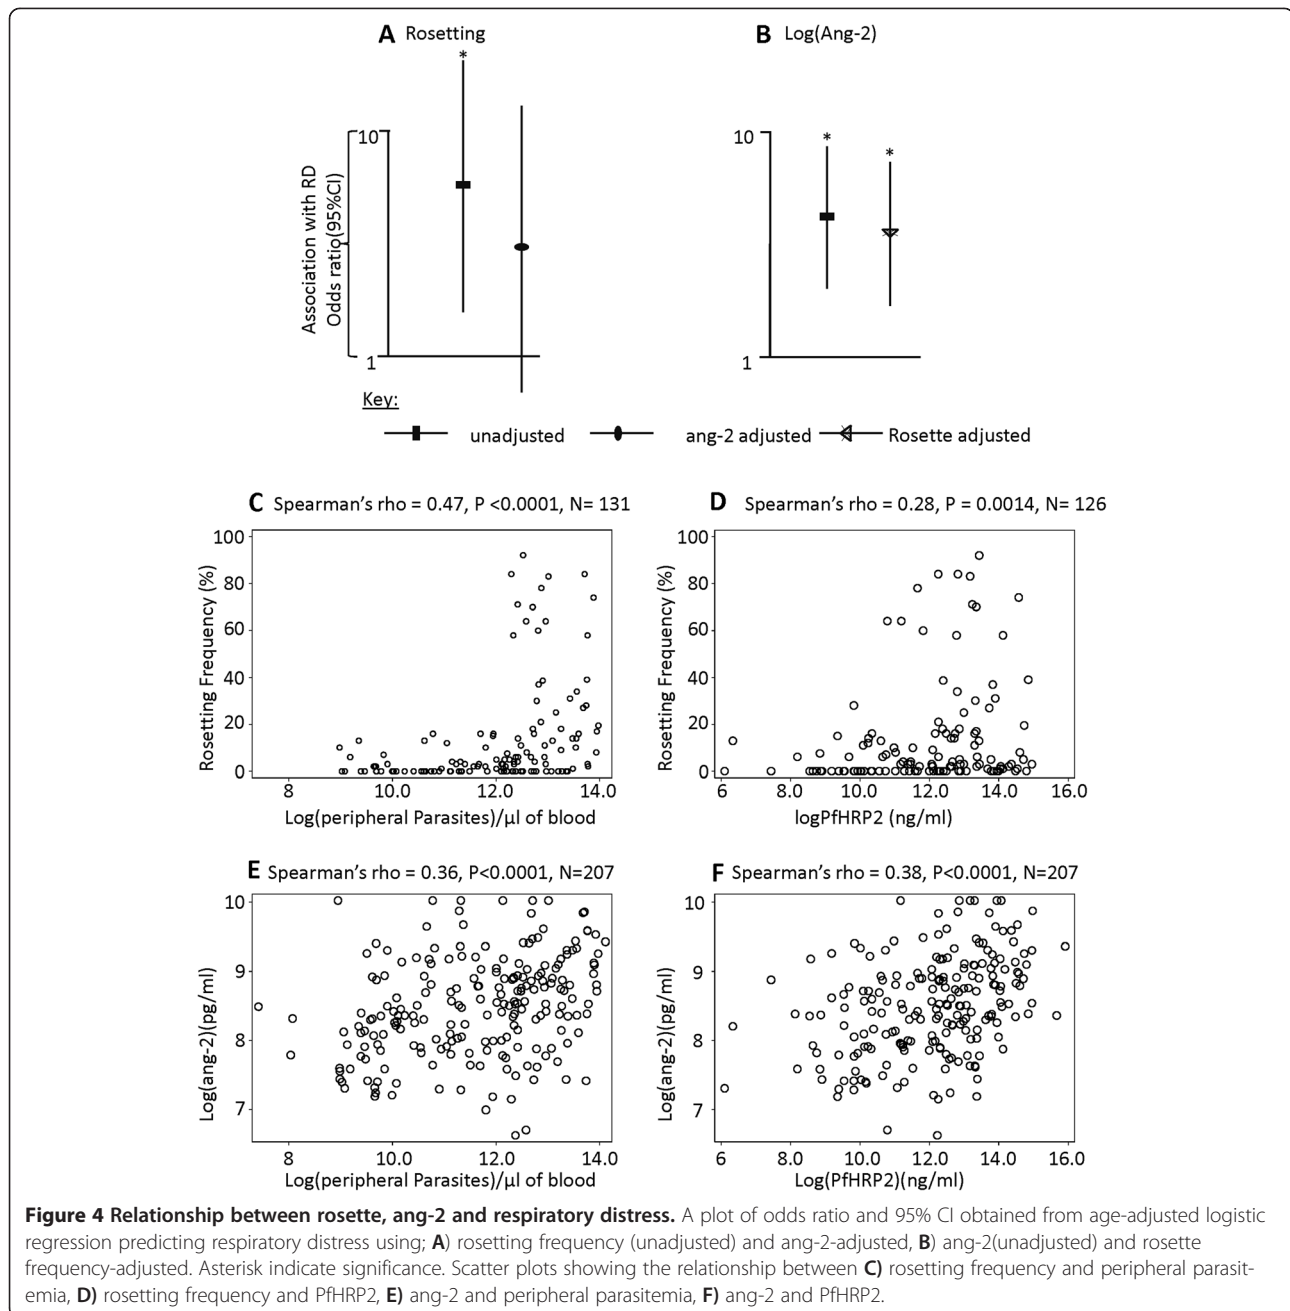 A Rosetting
B Log(Ang-2)
*
*
*
10
10
Association with RD
Odds ratio(95%CI)
1
1
Key:
unadjusted
ang-2 adjusted
Rosette adjusted
C Spearman's rho = 0.47, P <0.0001, N= 131
D Spearman's rho = 0.28, P = 0.0014, N= 126
100
80
60
40
20
0
Rosetting Frequency (%)
8 10.0 12.0 14.0
Log(peripheral Parasites)/µl of blood
100
80
60
40
20
0
Rosetting Frequency (%)
6 8.0 10.0 12.0 14.0 16.0
logPfHRP2 (ng/ml)
E Spearman's rho = 0.36, P<0.0001, N=207
F Spearman's rho = 0.38, P<0.0001, N=207
10
9
8
7
Log(ang-2)(pg/ml)
8 10.0 12.0 14.0
Log(peripheral Parasites)/µl of blood
10
9
8
7
Log(ang-2)(pg/ml)
6 8.0 10.0 12.0 14.0 16.0
Log(PfHRP2)(ng/ml)
Figure 4 Relationship between rosette, ang-2 and respiratory distress. A plot of odds ratio and 95% CI obtained from age-adjusted logistic
regression predicting respiratory distress using; A) rosetting frequency (unadjusted) and ang-2-adjusted, B) ang-2(unadjusted) and rosette
frequency-adjusted. Asterisk indicate significance. Scatter plots showing the relationship between C) rosetting frequency and peripheral parasit-
emia, D) rosetting frequency and PfHRP2, E) ang-2 and peripheral parasitemia, F) ang-2 and PfHRP2.